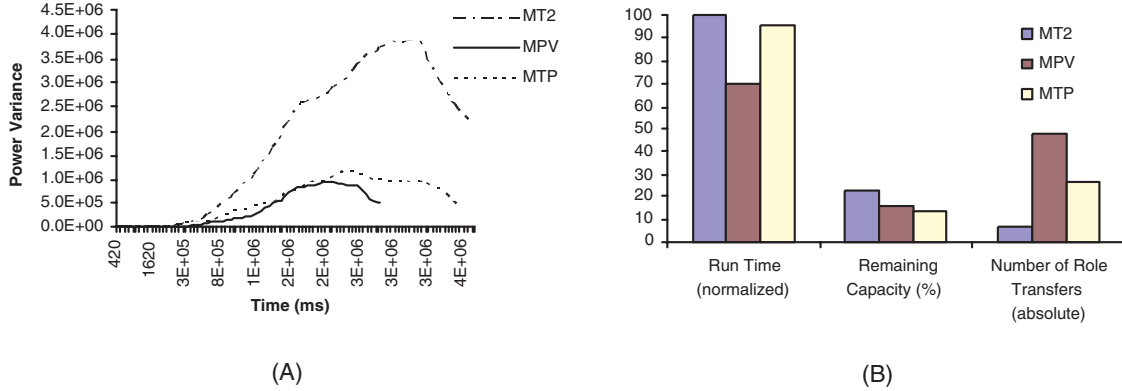 4.5E+06
4.0E+06
3.5E+06
3.0E+06
2.5E+06
2.0E+06
1.5E+06
1.0E+06
5.0E+05
0.0E+00
Power Variance
MT2
MPV
MTP
420
1620
3E+05
8E+05
1E+06
2E+06
2E+06
3E+06
3E+06
4E+06
Time (ms)
(A)
100
90
80
70
60
50
40
30
20
10
0
MT2
MPV
MTP
Run Time
(normalized)
Remaining
Capacity (%)
Number of Role
Transfers
(absolute)
(B)